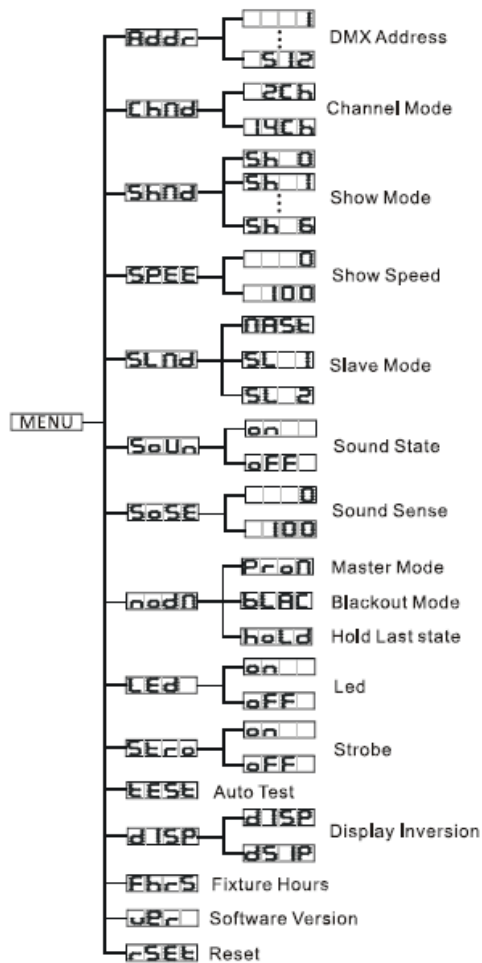 MENU
Addr
1
512
DMX Address
ChNd
2Ch
14Ch
Channel Mode
ShNd
Sh 0
Sh 1
Sh 6
Show Mode
SPEE
0
100
Show Speed
SLNd
NASt
SL 1
SL 2
Slave Mode
SoUn
on
oFF
Sound State
SoSE
0
100
Sound Sense
nodN
ProN
Master Mode
bLAC
Blackout Mode
hoLd
Hold Last state
LEd
on
oFF
Led
Stro
on
oFF
Strobe
tESt
Auto Test
dISP
dISP
dSIP
Display Inversion
FhrS
Fixture Hours
vEr
Software Version
rSEt
Reset